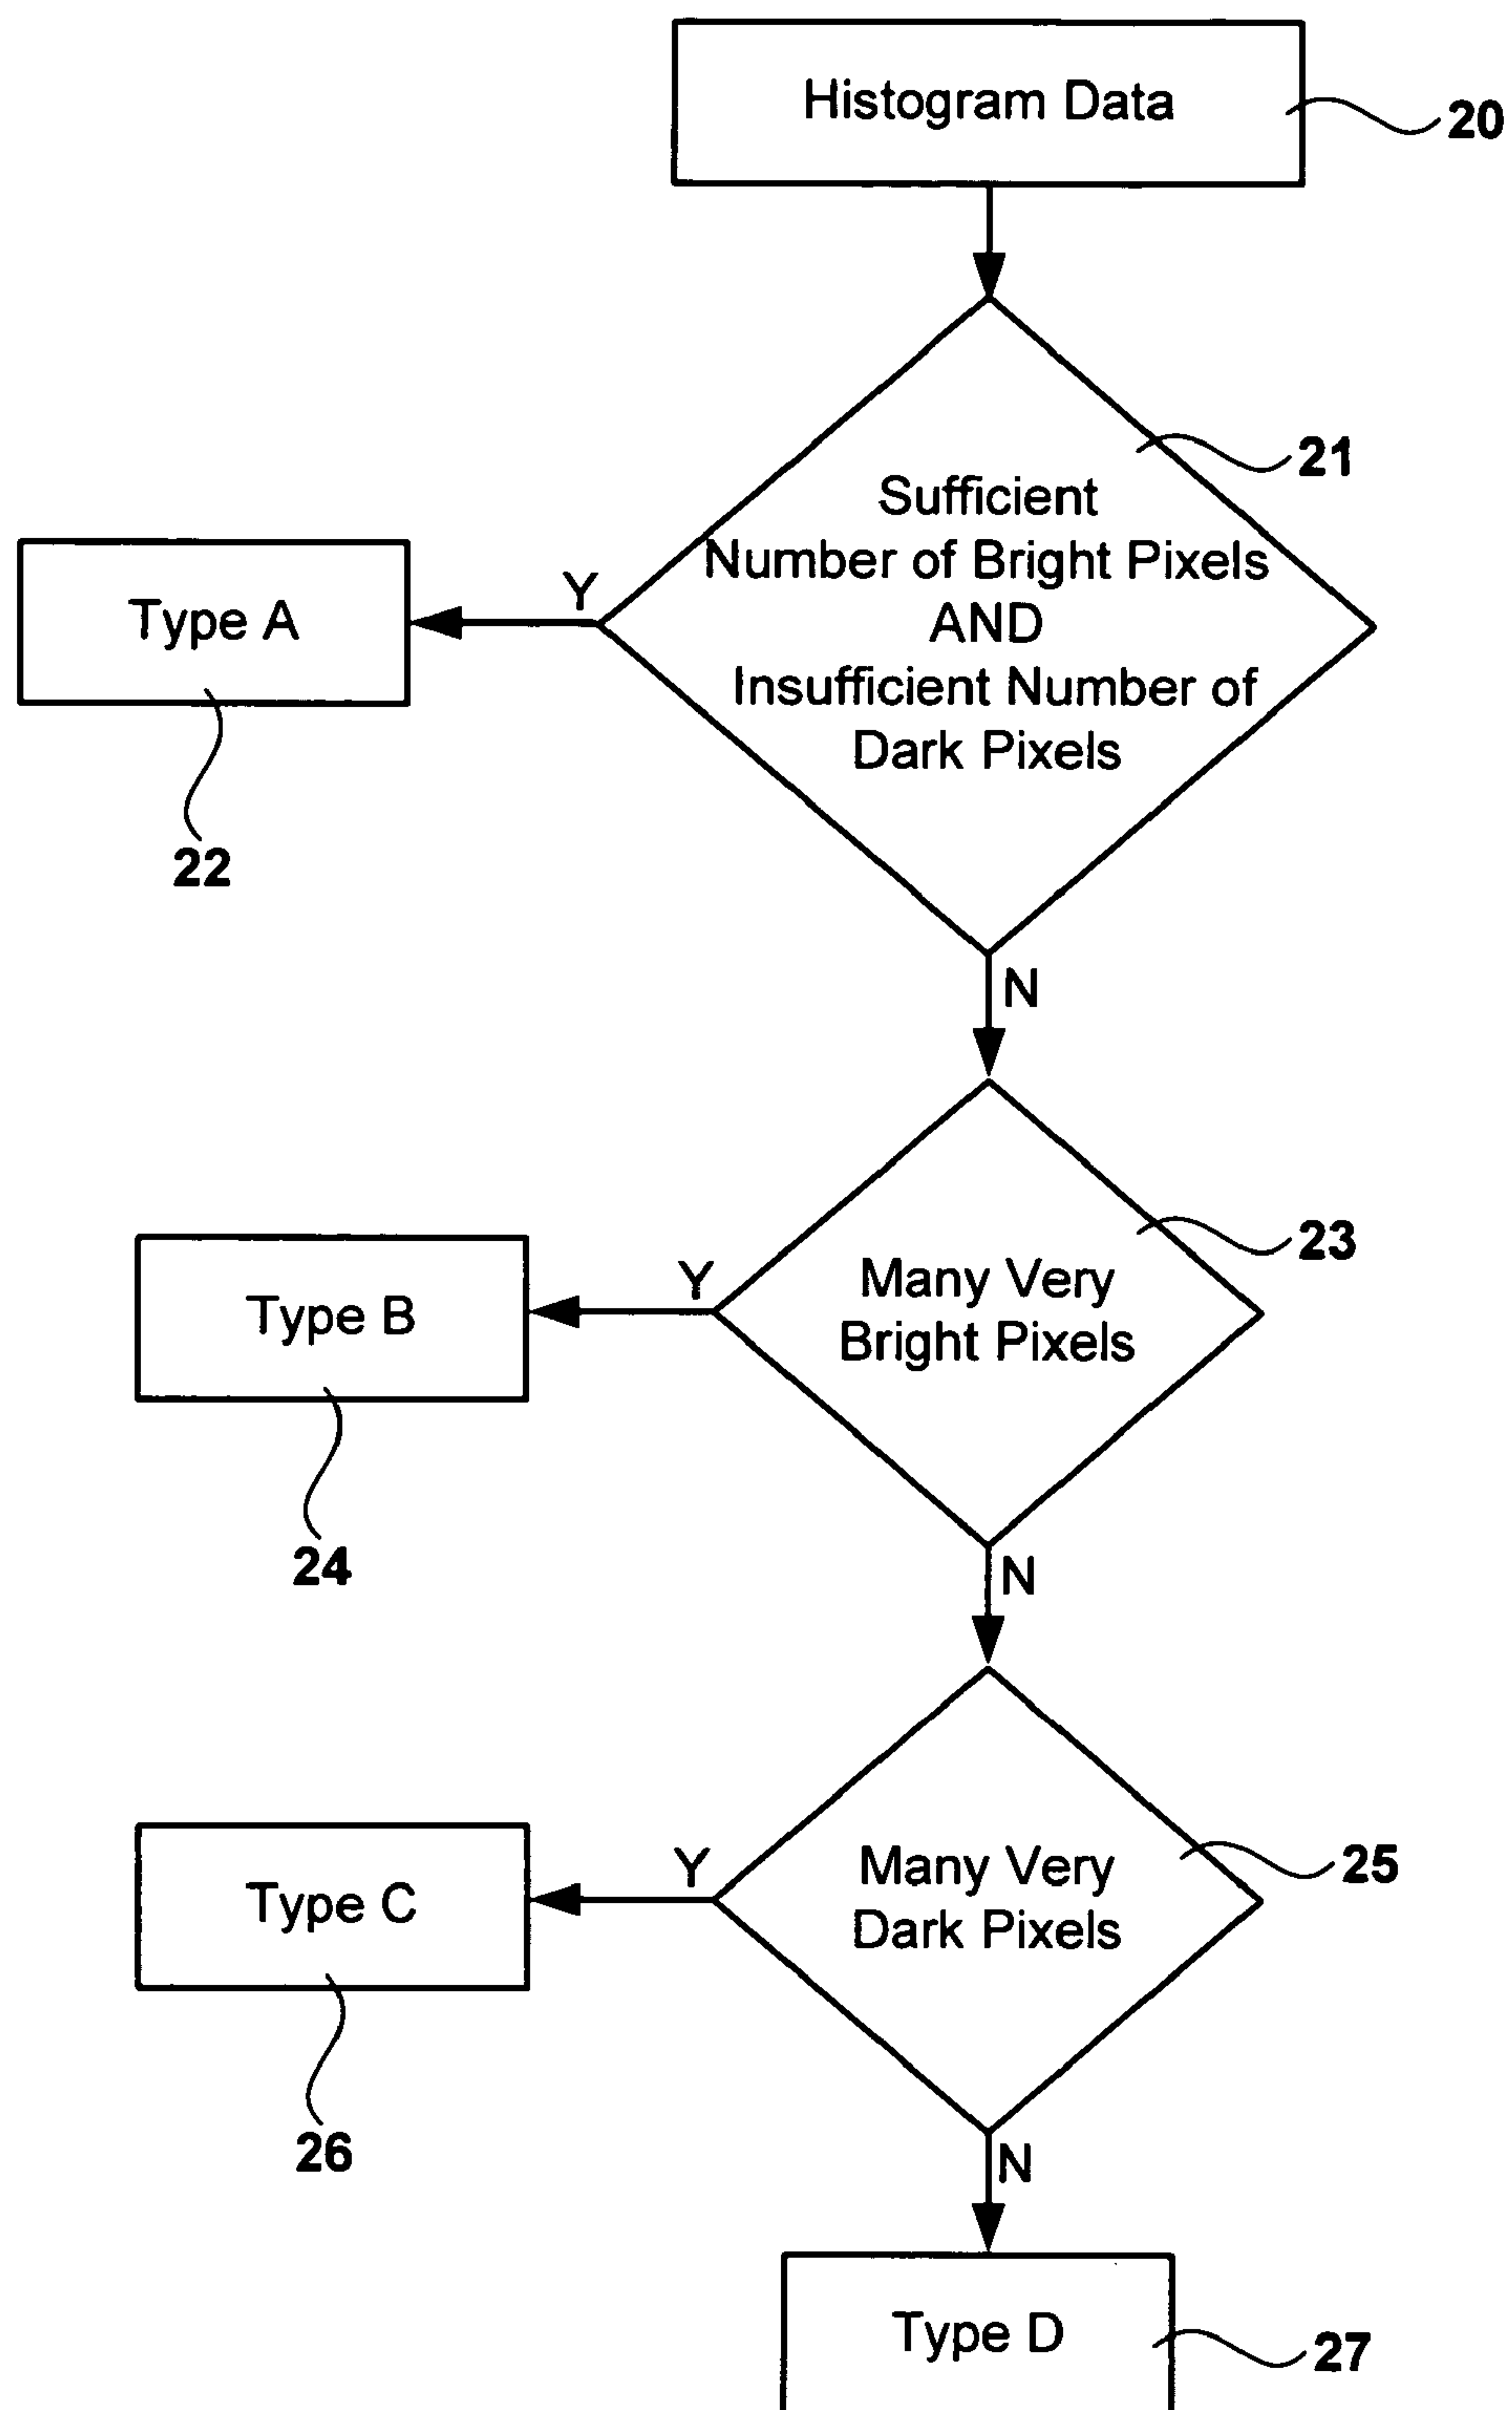 Histogram Data
20
21
Sufficient
Number of Bright Pixels
AND
Insufficient Number of
Dark Pixels
Y
Type A
22
N
23
Many Very
Bright Pixels
Y
Type B
24
N
25
Many Very
Dark Pixels
Y
Type C
26
N
Type D
27